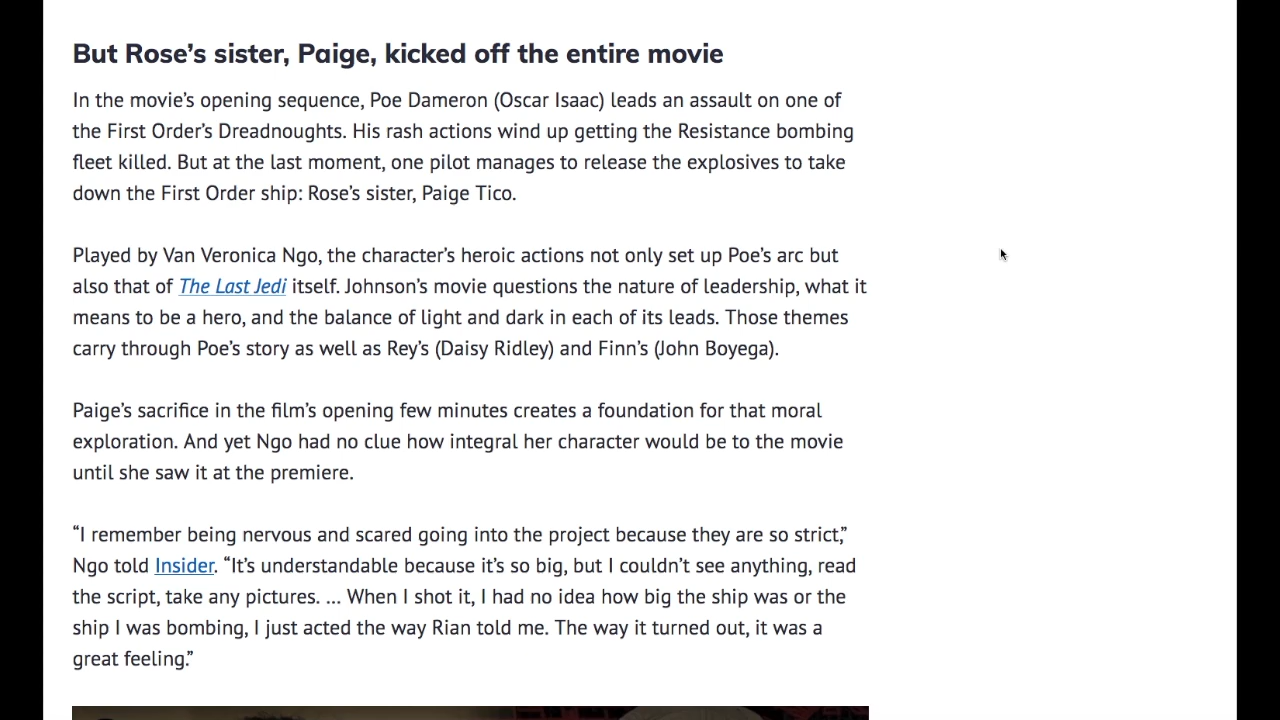 But Rose’s sister, Paige, kicked off the entire movie
In the movie’s opening sequence, Poe Dameron (Oscar Isaac) leads an assault on one of
the First Order’s Dreadnoughts. His rash actions wind up getting the Resistance bombing
fleet killed. But at the last moment, one pilot manages to release the explosives to take
down the First Order ship: Rose’s sister, Paige Tico.
Played by Van Veronica Ngo, the character’s heroic actions not only set up Poe’s arc but
also that of The Last Jedi itself. Johnson’s movie questions the nature of leadership, what it
means to be a hero, and the balance of light and dark in each of its leads. Those themes
carry through Poe’s story as well as Rey’s (Daisy Ridley) and Finn’s (John Boyega).
Paige’s sacrifice in the film’s opening few minutes creates a foundation for that moral
exploration. And yet Ngo had no clue how integral her character would be to the movie
until she saw it at the premiere.
“I remember being nervous and scared going into the project because they are so strict,”
Ngo told Insider. “It’s understandable because it’s so big, but I couldn’t see anything, read
the script, take any pictures. … When I shot it, I had no idea how big the ship was or the
ship I was bombing, I just acted the way Rian told me. The way it turned out, it was a
great feeling.”